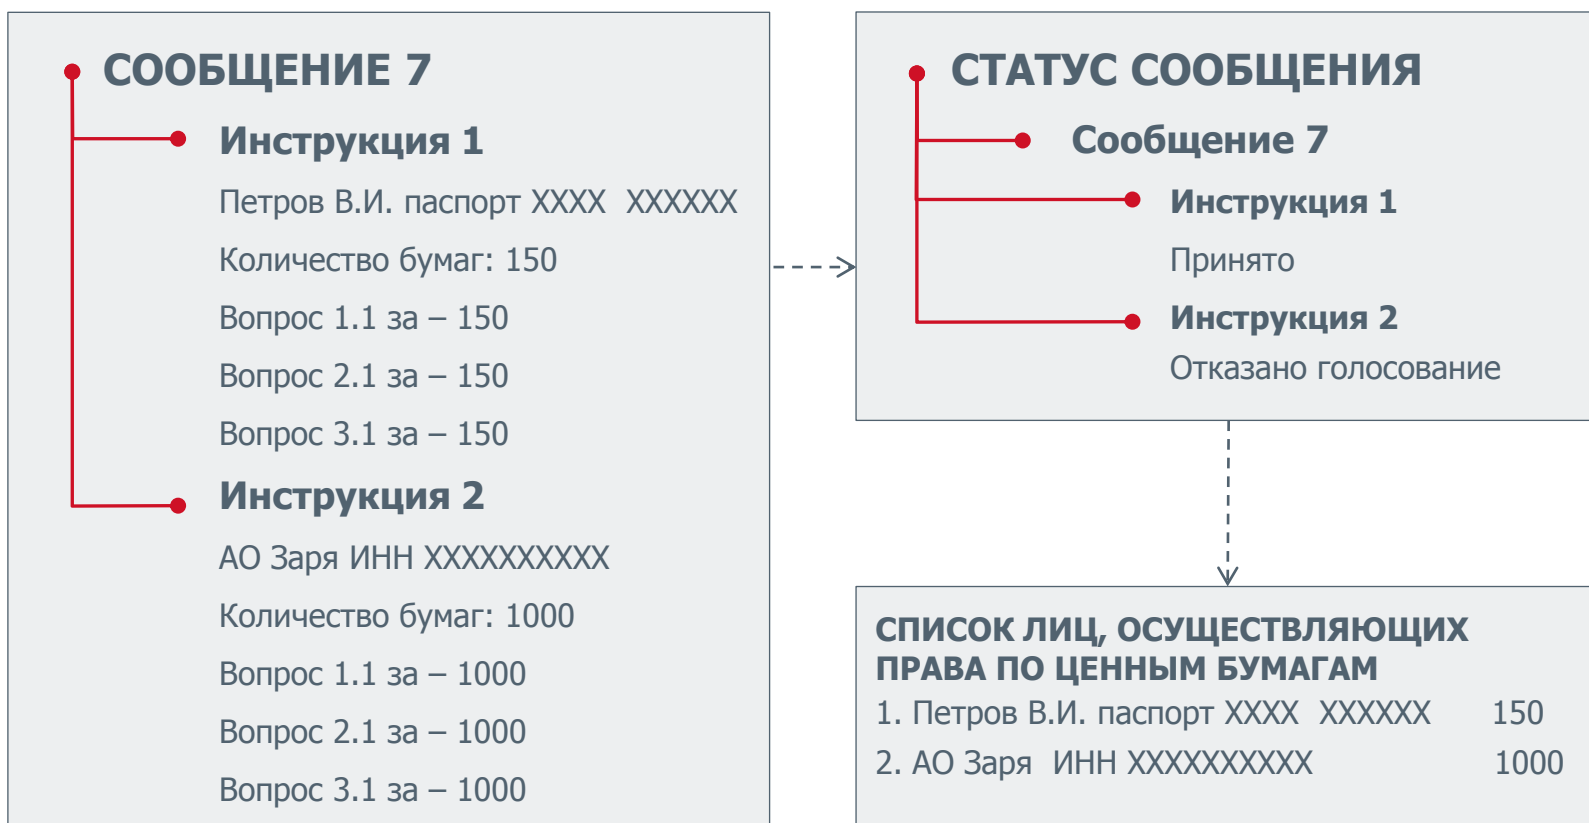 СООБЩЕНИЕ 7
Инструкция 1
Петров В.И. паспорт XXXX XXXXXX
Количество бумаг: 150
Вопрос 1.1 за – 150
Вопрос 2.1 за – 150
Вопрос 3.1 за – 150
Инструкция 2
АО Заря ИНН XXXXXXXXXX
Количество бумаг: 1000
Вопрос 1.1 за – 1000
Вопрос 2.1 за – 1000
Вопрос 3.1 за – 1000
СТАТУС СООБЩЕНИЯ
Сообщение 7
Инструкция 1
Принято
Инструкция 2
Отказано голосование
СПИСОК ЛИЦ, ОСУЩЕСТВЛЯЮЩИХ
ПРАВА ПО ЦЕННЫМ БУМАГАМ
1. Петров В.И. паспорт XXXX XXXXXX 150
2. АО Заря ИНН XXXXXXXXXX 1000